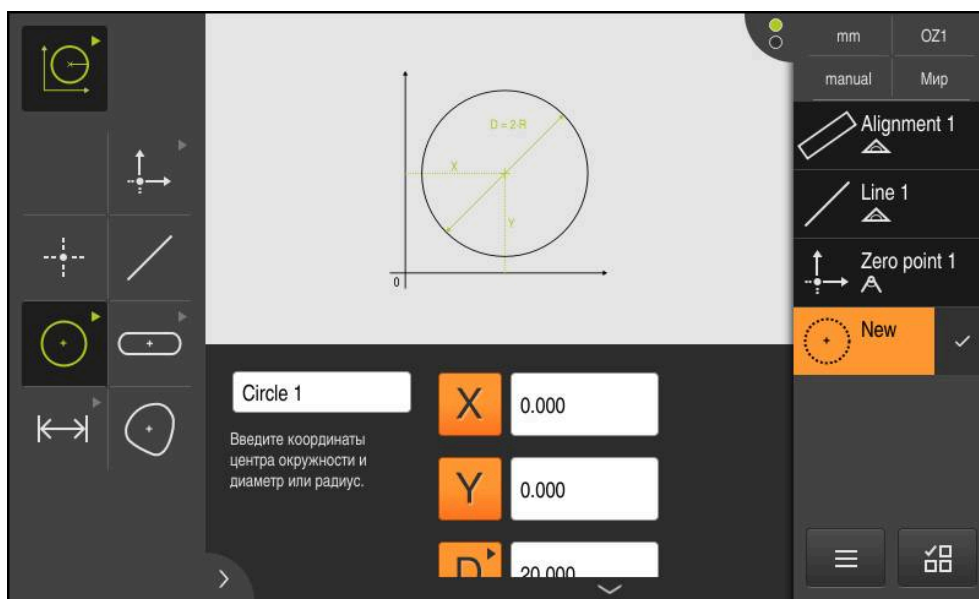 mm
OZ1
manual
Мир
D = 2·R
X
Y
0
Alignment 1
Line 1
Zero point 1
New
Circle 1
Введите координаты
центра окружности и
диаметр или радиус.
X
0.000
Y
0.000
D
20.000